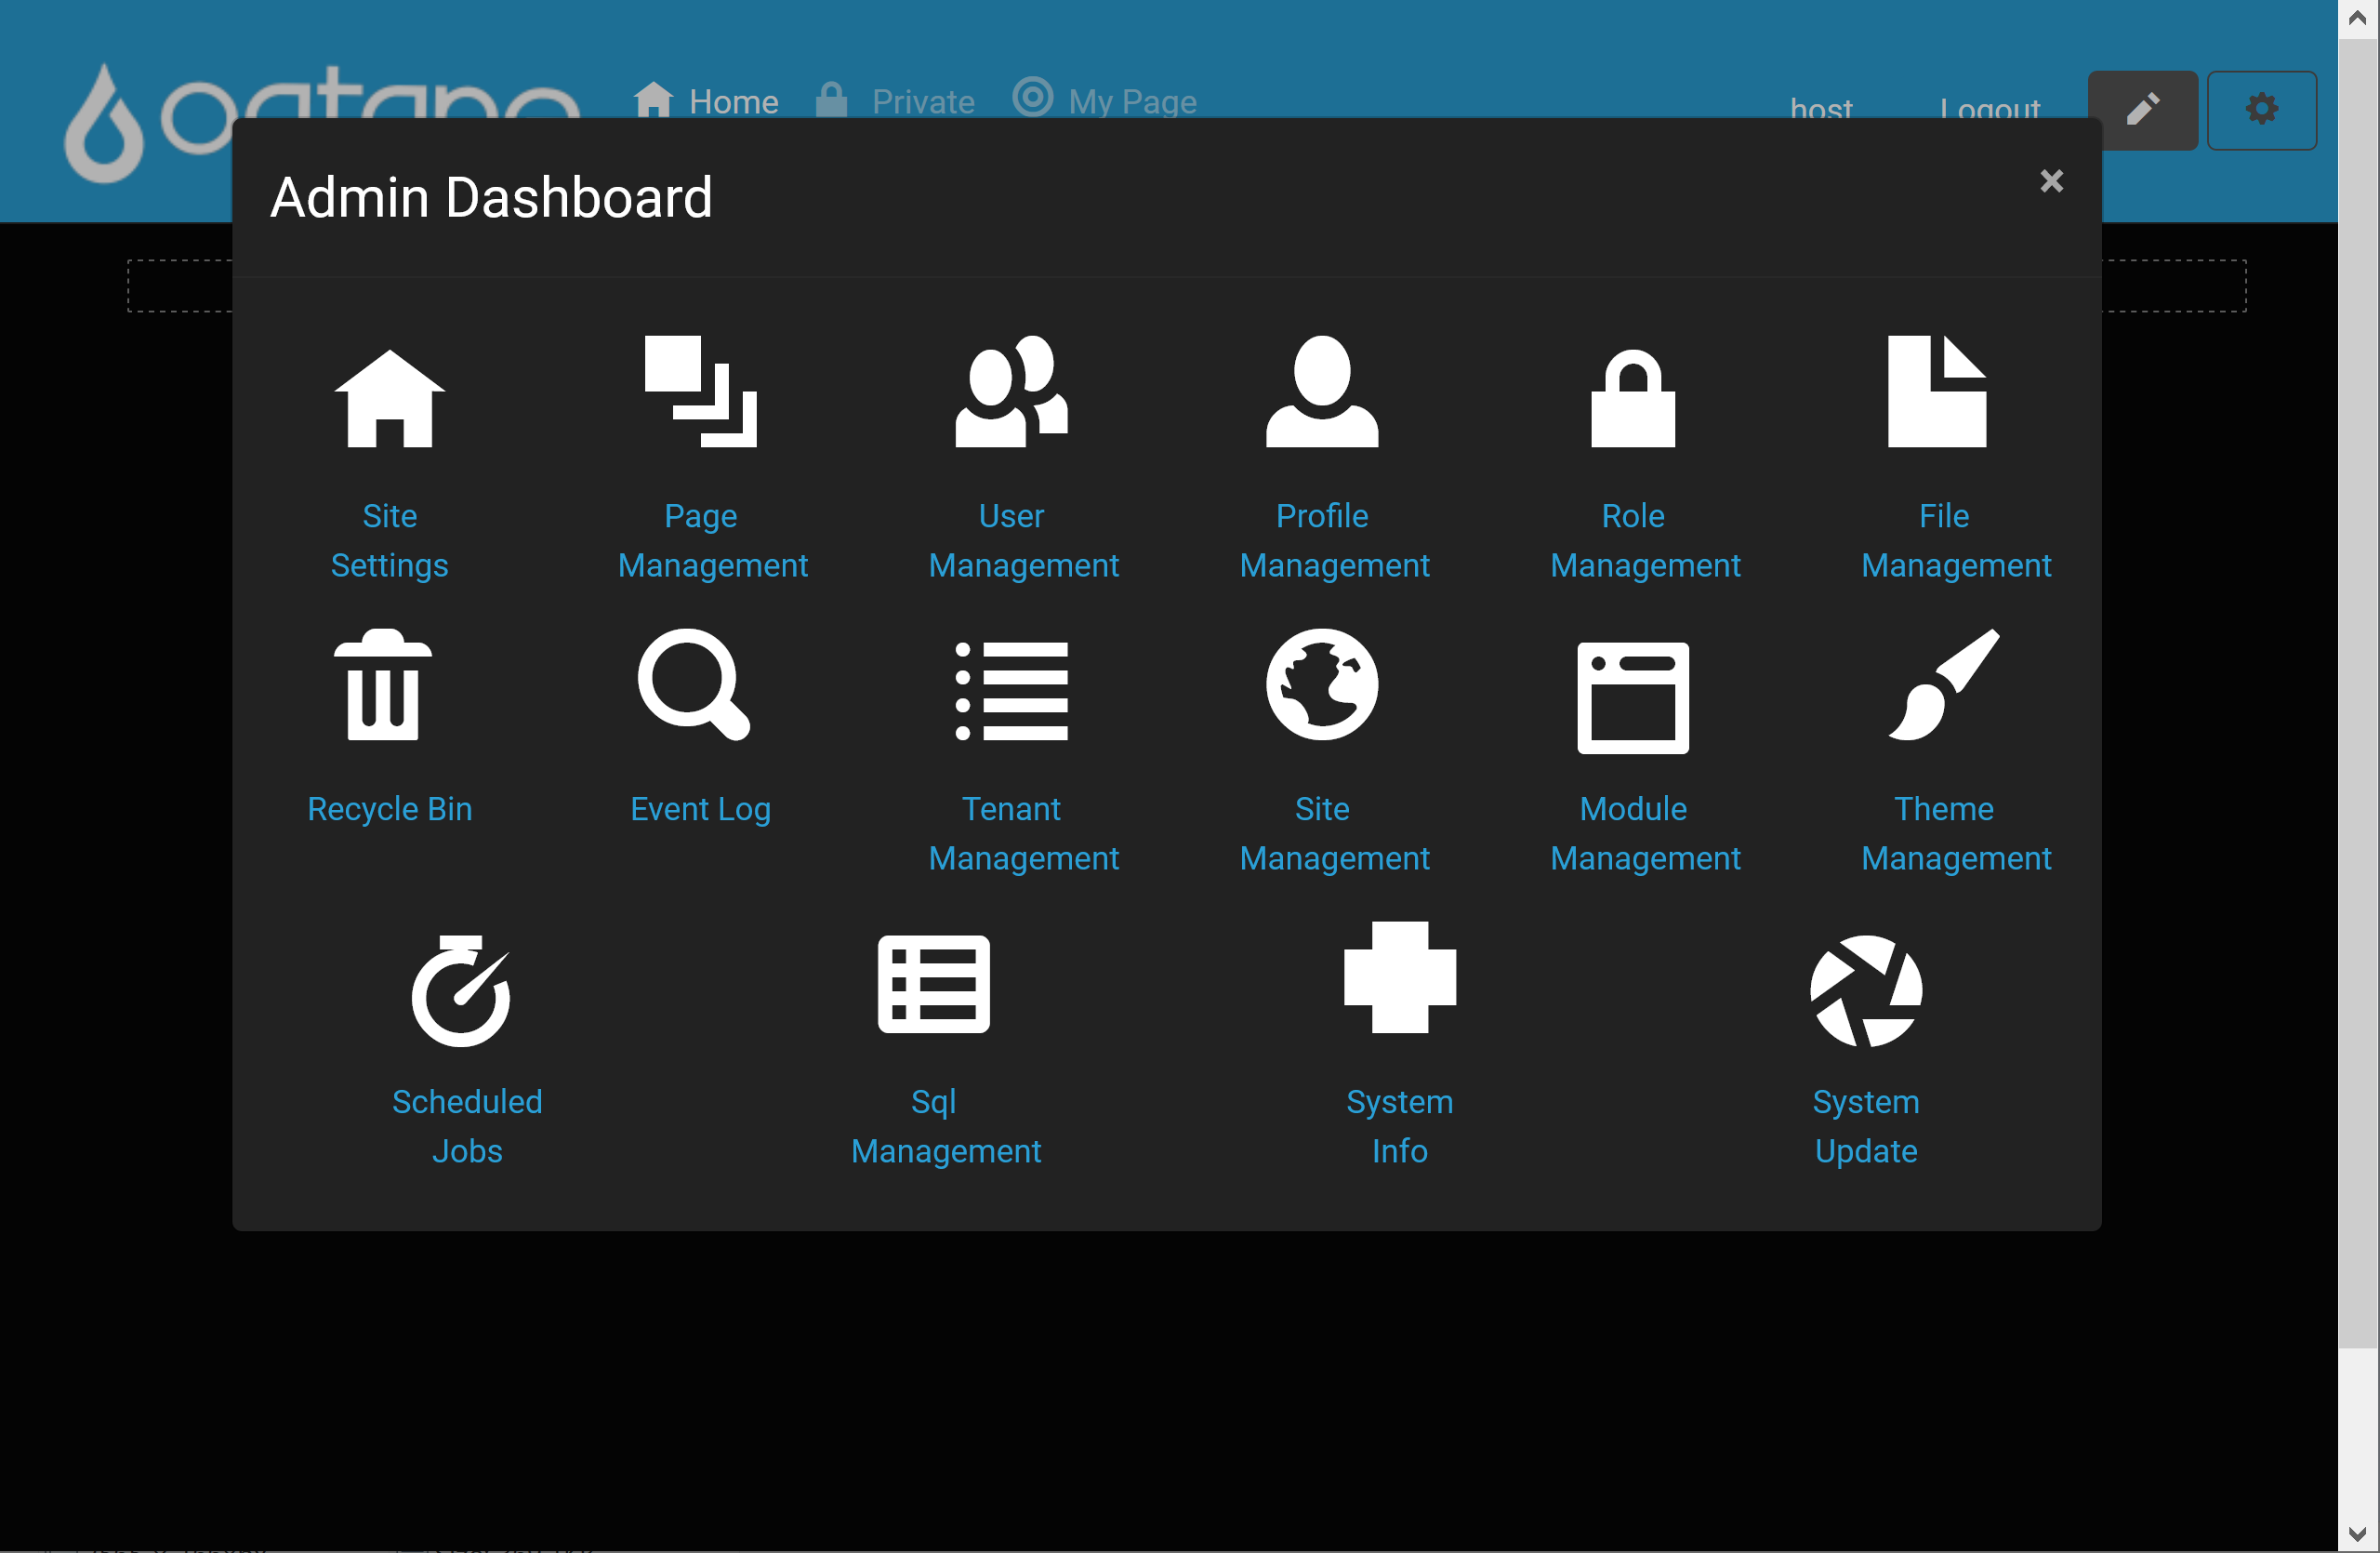 oqtane
Home Private My Page
host Logout
Admin Dashboard
Site
Settings
Page
Management
User
Management
Profile
Management
Role
Management
File
Management
Recycle Bin
Event Log
Tenant
Management
Site
Management
Module
Management
Theme
Management
Scheduled
Jobs
Sql
Management
System
Info
System
Update